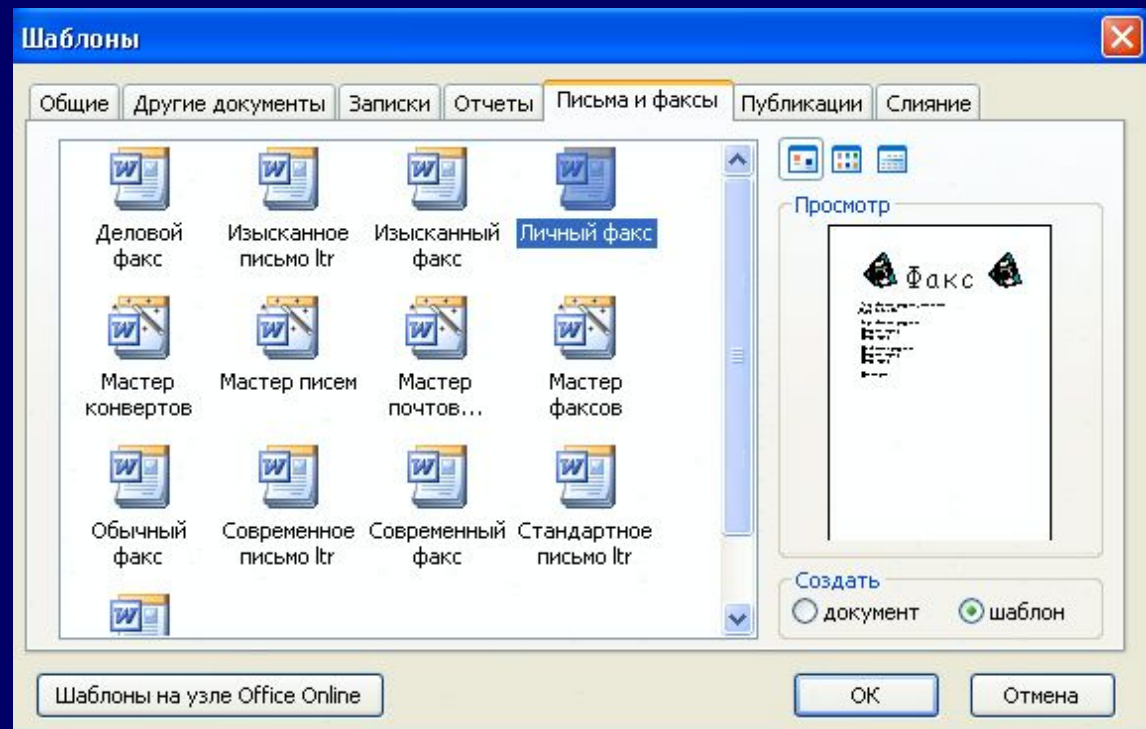 Шаблоны
Общие Другие документы Записки Отчеты Письма и факсы Публикации Слияние
Деловой Изысканное Изысканный Личный факс
факс письмо ltr факс
Просмотр
Факс
Мастер Мастер писем Мастер Мастер
конвертов почтов... факсов
Обычный Современное Современный Стандартное
факс письмо ltr факс письмо ltr
Создать
документ шаблон
Шаблоны на узле Office Online ОК Отмена